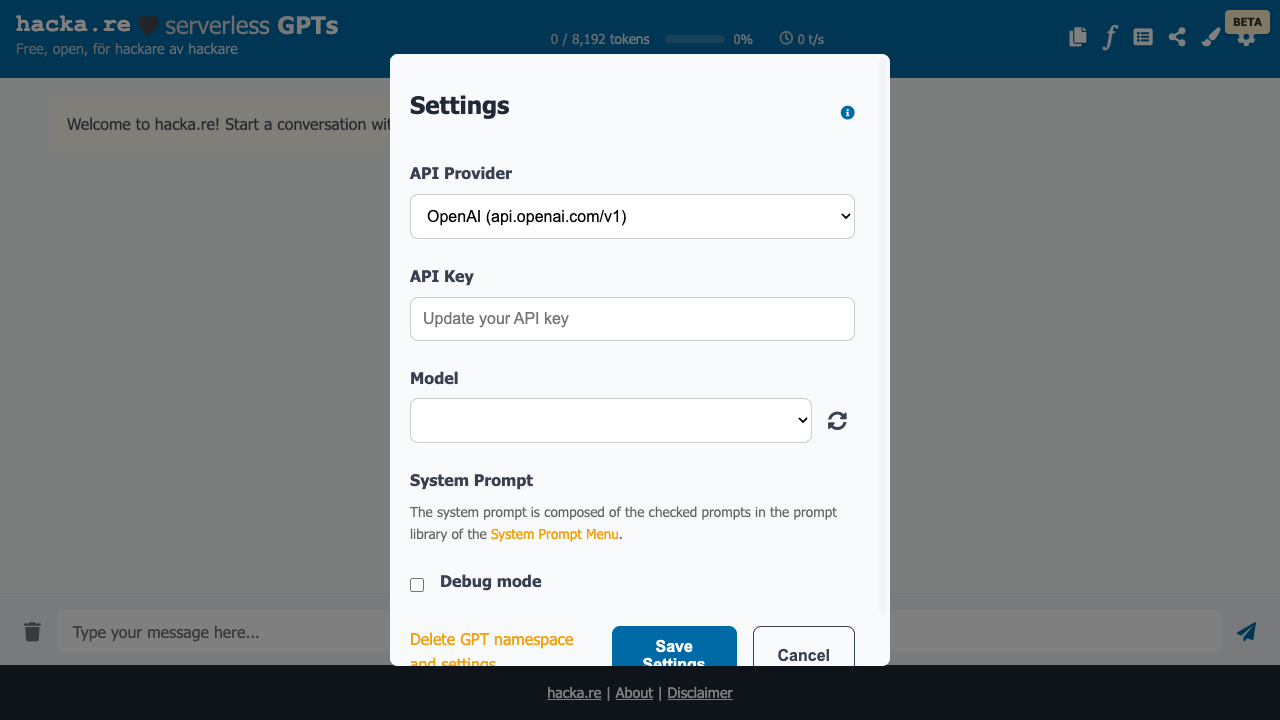 hacka.re serverless GPTs
Free, open, för hackare av hackare
0 / 8,192 tokens 0% 0 t/s
BETA
Welcome to hacka.re! Start a conversation wit
Settings
API Provider
OpenAI (api.openai.com/v1)
API Key
Update your API key
Model
System Prompt
The system prompt is composed of the checked prompts in the prompt
library of the System Prompt Menu.
Debug mode
Delete GPT namespace
and settings
Save
Settings
Cancel
Type your message here...
hacka.re | About | Disclaimer